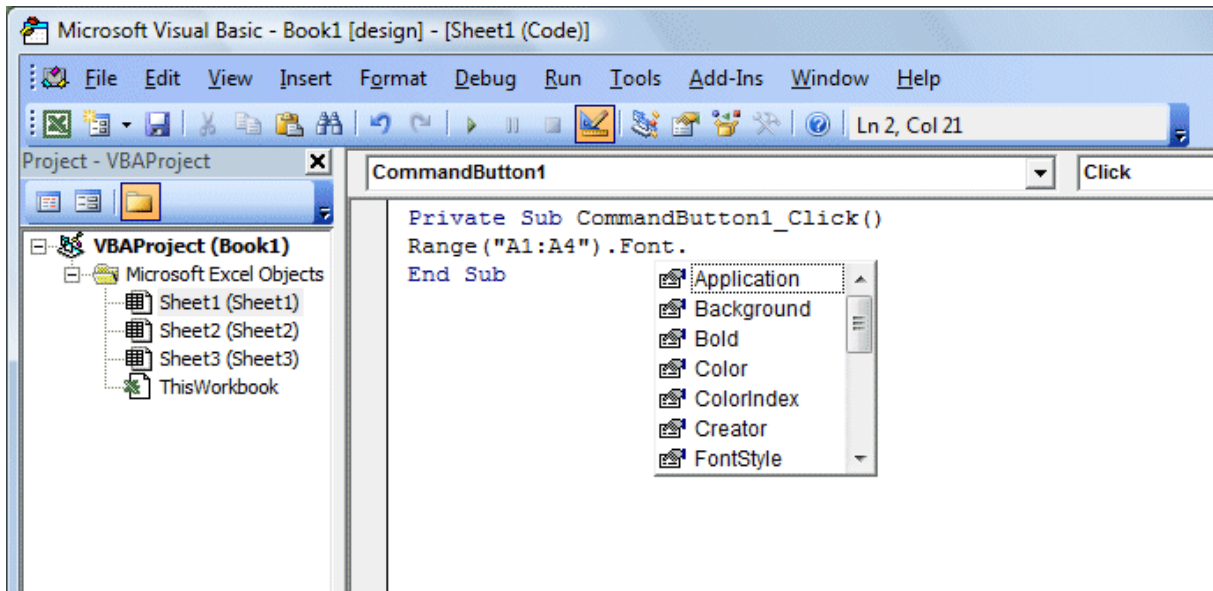 Microsoft Visual Basic - Book1 [design] - [Sheet1 (Code)]
File Edit View Insert Format Debug Run Tools Add-Ins Window Help
Ln 2, Col 21
Project - VBAProject
CommandButton1
Click
VBAProject (Book1)
Microsoft Excel Objects
Sheet1 (Sheet1)
Sheet2 (Sheet2)
Sheet3 (Sheet3)
ThisWorkbook
Private Sub CommandButton1_Click()
Range("A1:A4").Font.
End Sub
Application
Background
Bold
Color
ColorIndex
Creator
FontStyle